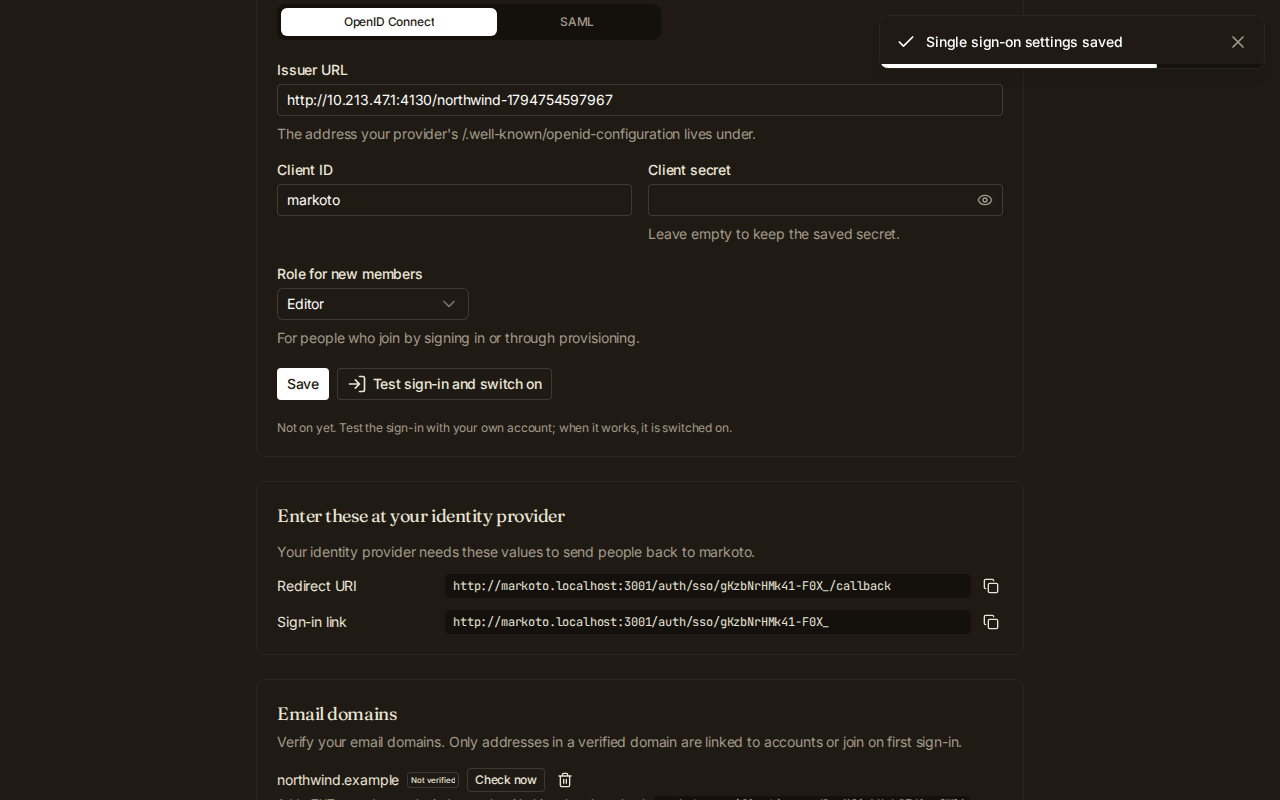 OpenID Connect
SAML
Single sign-on settings saved
Issuer URL
http://10.213.47.1:4130/northwind-1794754597967
The address your provider's /.well-known/openid-configuration lives under.
Client ID
Client secret
markoto
Leave empty to keep the saved secret.
Role for new members
Editor
For people who join by signing in or through provisioning.
Save
Test sign-in and switch on
Not on yet. Test the sign-in with your own account; when it works, it is switched on.
Enter these at your identity provider
Your identity provider needs these values to send people back to markoto.
Redirect URI
http://markoto.localhost:3001/auth/sso/gKzbNrHMk41-F0X_/callback
Sign-in link
http://markoto.localhost:3001/auth/sso/gKzbNrHMk41-F0X_
Email domains
Verify your email domains. Only addresses in a verified domain are linked to accounts or join on first sign-in.
northwind.example
Not verified
Check now